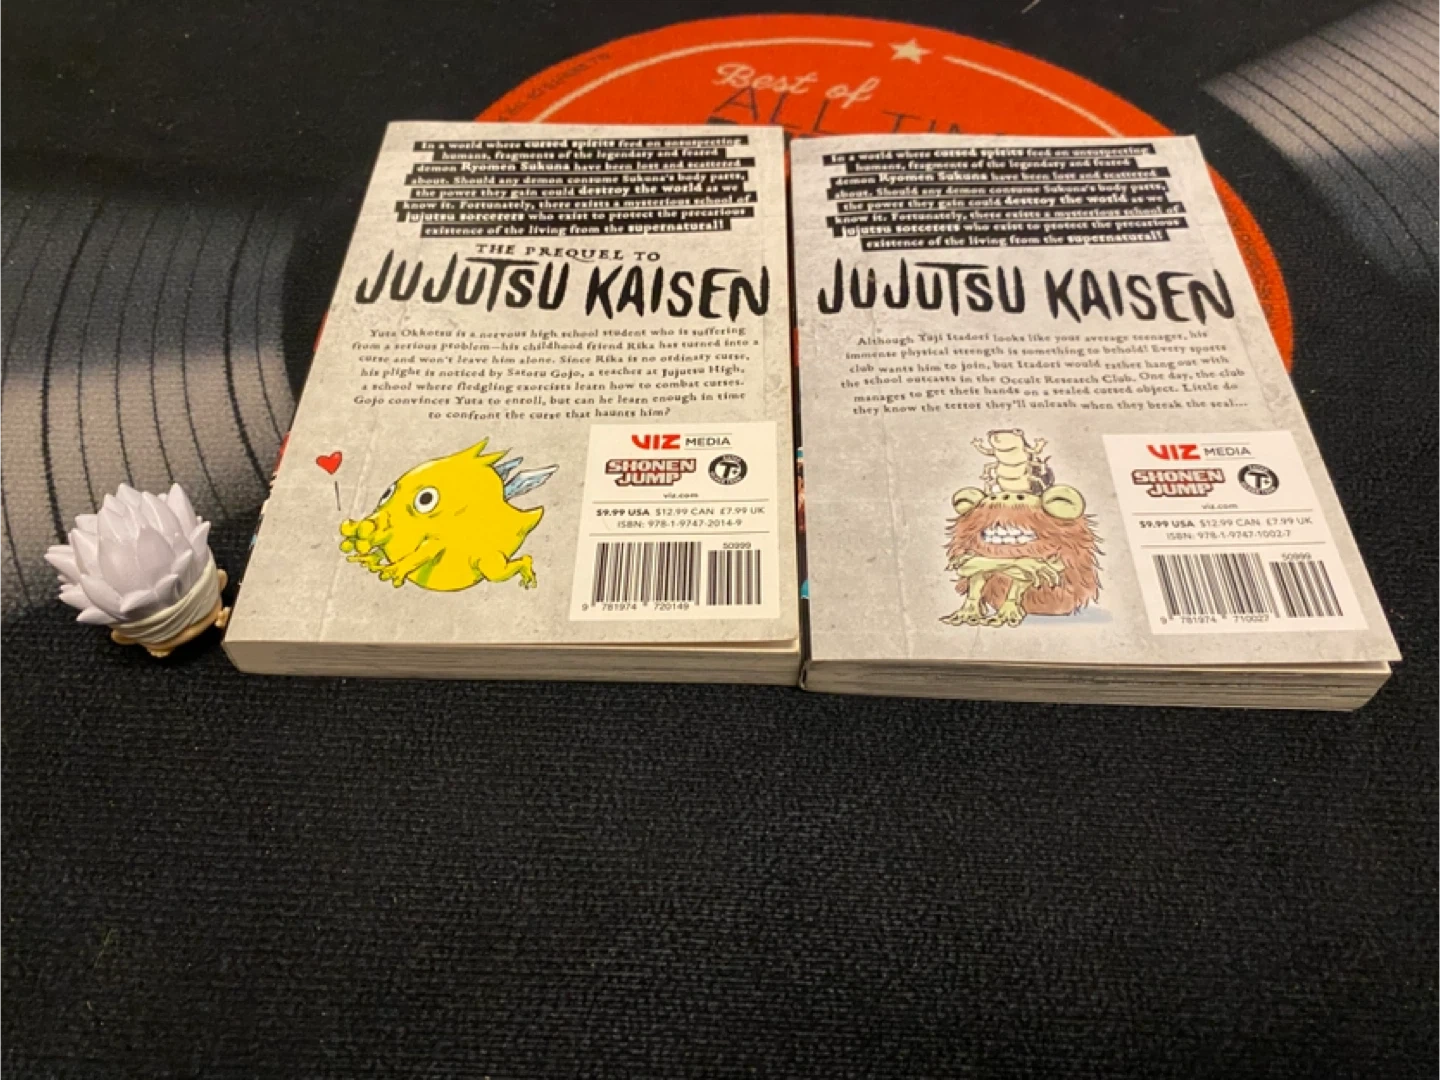 Best of
ALL TIM
In a world where cursed spirits feed on unsuspecting
humans, fragments of the legendary and feared
demon Ryomen Sukuna have been lost and scattered
about. Should any demon consume Sukuna's body parts,
the power they gain could destroy the world as we
know it. Fortunately, there exists a mysterious school of
jujutsu sorcerers who exist to protect the precarious
existence of the living from the supernatural!
THE PREQUEL TO
JUJUTSU KAISEN
Yuta Okkotsu is a nervous high school student who is suffering
from a serious problem—his childhood friend Rika has turned into a
curse and won't leave him alone. Since Rika is no ordinary curse,
his plight is noticed by Satoru Gojo, a teacher at Jujutsu High,
a school where fledgling exorcists learn how to combat curses.
Gojo convinces Yuta to enroll, but can he learn enough in time
to confront the curse that haunts him?
VIZ MEDIA
SHONEN
JUMP
T+
viz.com
$9.99 USA $12.99 CAN £7.99 UK
ISBN: 978-1-9747-2014-9
50999
9 781974 720149
In a world where cursed spirits feed on unsuspecting
humans, fragments of the legendary and feared
demon Ryomen Sukuna have been lost and scattered
about. Should any demon consume Sukuna's body parts,
the power they gain could destroy the world as we
know it. Fortunately, there exists a mysterious school of
jujutsu sorcerers who exist to protect the precarious
existence of the living from the supernatural!
JUJUTSU KAISEN
Although Yuji Itadori looks like your average teenager, his
immense physical strength is something to behold! Every sports
club wants him to join, but Itadori would rather hang out with
the school outcasts in the Occult Research Club. One day, the club
manages to get their hands on a sealed cursed object. Little do
they know the terror they'll unleash when they break the seal...
VIZ MEDIA
SHONEN
JUMP
T+
viz.com
$9.99 USA $12.99 CAN £7.99 UK
ISBN: 978-1-9747-1002-7
50999
9 781974 710027